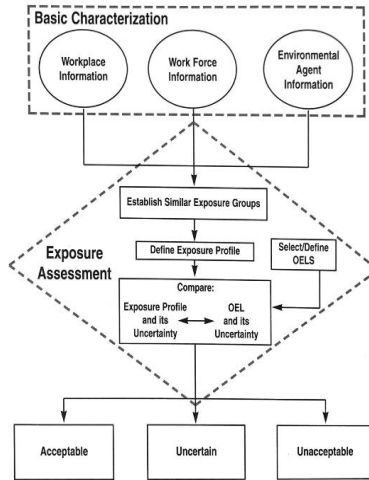 Basic Characterization
Workplace
Information
Work Force
Information
Environmental
Agent
Information
Establish Similar Exposure Groups
Exposure
Assessment
Define Exposure Profile
Select/Define
OELS
Compare:
Exposure Profile
and its
Uncertainty
OEL
and its
Uncertainty
Acceptable
Uncertain
Unacceptable